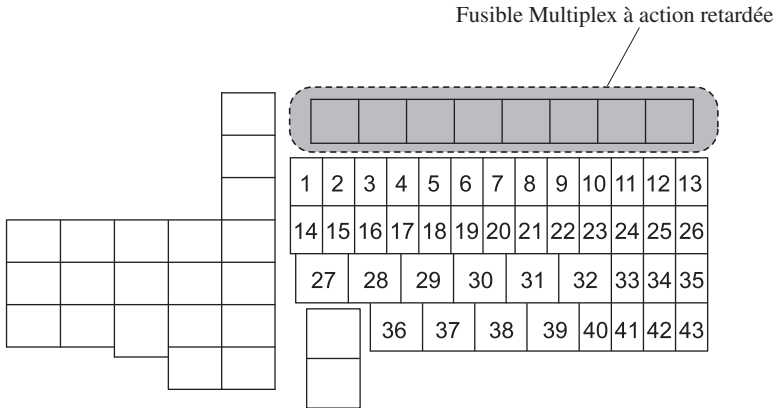 Fusible Multiplex à action retardée
1 2 3 4 5 6 7 8 9 10 11 12 13
14 15 16 17 18 19 20 21 22 23 24 25 26
27 28 29 30 31 32 33 34 35
36 37 38 39 40 41 42 43